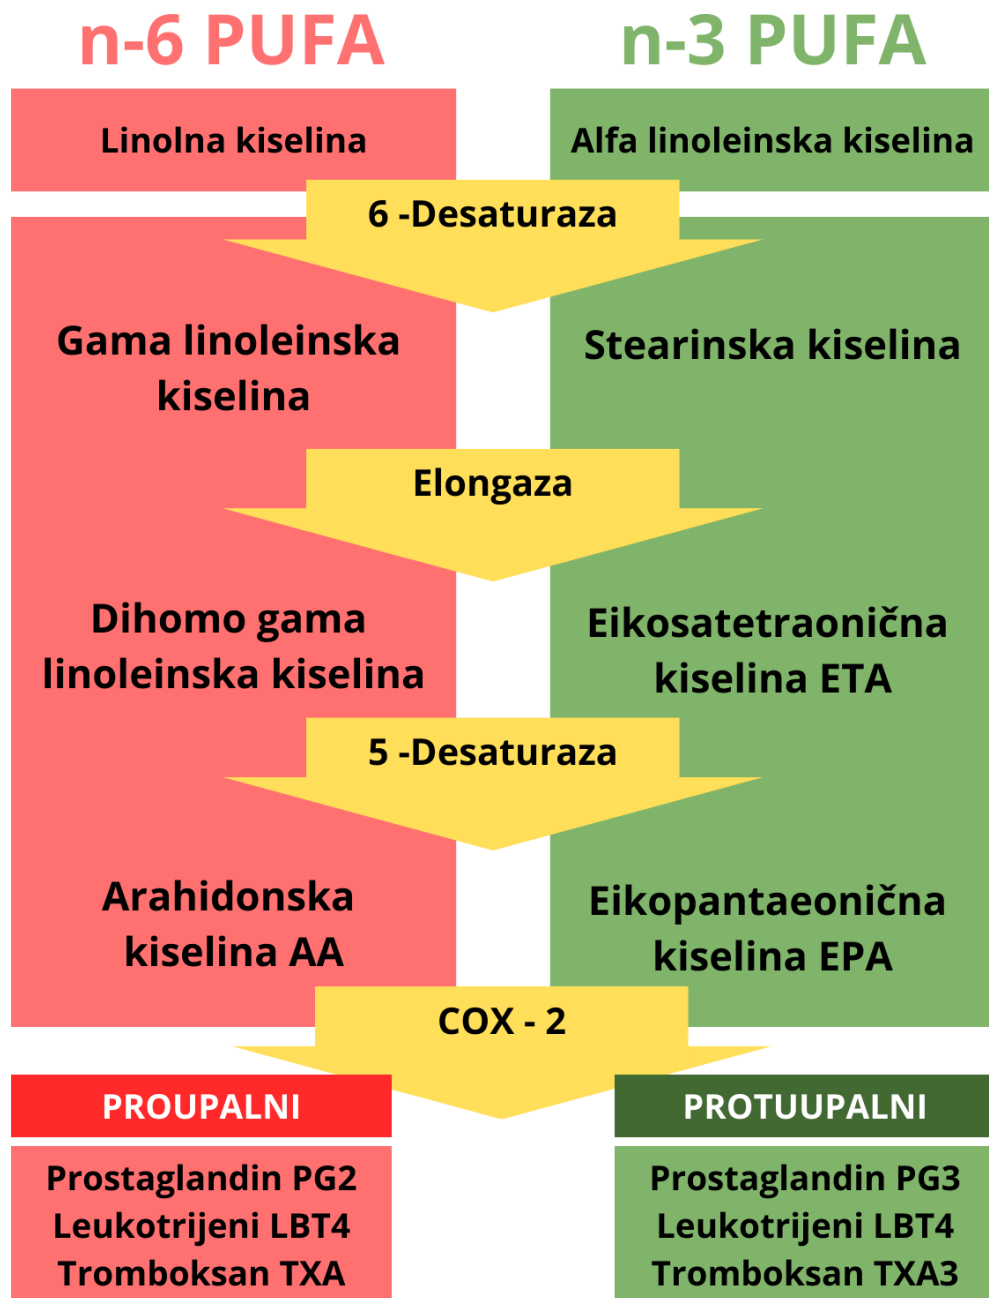 n-6 PUFA
n-3 PUFA
Linolna kiselina
Alfa linoleinska kiselina
6 -Desaturaza
Gama linoleinska
kiselina
Stearinska kiselina
Elongaza
Dihomo gama
linoleinska kiselina
Eikosatetraonična
kiselina ETA
5 -Desaturaza
Arahidonska
kiselina AA
Eikopantaeonična
kiselina EPA
COX - 2
PROUPALNI
PROTUUPALNI
Prostaglandin PG2
Leukotrijeni LBT4
Tromboksan TXA
Prostaglandin PG3
Leukotrijeni LBT4
Tromboksan TXA3